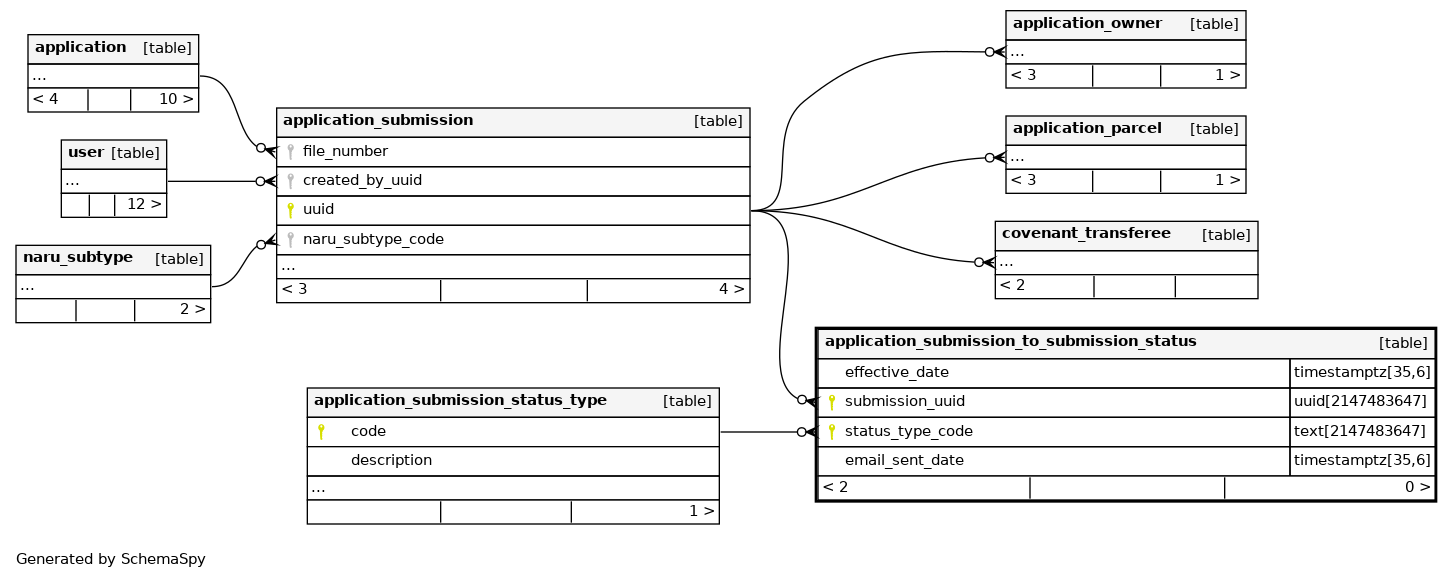 application [table]
...
< 4 10 >
user [table]
...
12 >
naru_subtype [table]
...
2 >
application_submission [table]
file_number
created_by_uuid
uuid
naru_subtype_code
...
< 3 4 >
application_submission_status_type [table]
code
description
...
1 >
application_owner [table]
...
< 3 1 >
application_parcel [table]
...
< 3 1 >
covenant_transferee [table]
...
< 2
application_submission_to_submission_status [table]
effective_date timestamptz[35,6]
submission_uuid uuid[2147483647]
status_type_code text[2147483647]
email_sent_date timestamptz[35,6]
< 2 0 >
Generated by SchemaSpy